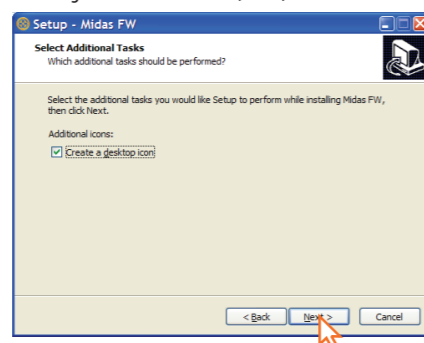 Setup - Midas FW
Select Additional Tasks
Which additional tasks should be performed?
Select the additional tasks you would like Setup to perform while installing Midas FW,
then click Next.
Additional icons:
Create a desktop icon
< Back
Next >
Cancel